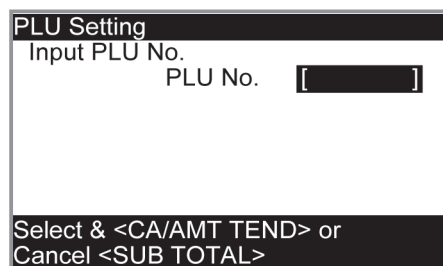 PLU Setting
Input PLU No.
PLU No. [ ]
Select & <CA/AMT TEND> or
Cancel <SUB TOTAL>